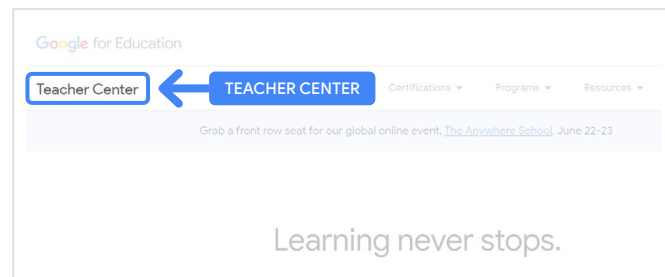 Google for Education
Teacher Center
TEACHER CENTER
Certifications
Programs
Resources
Grab a front row seat for our global online event, The Anywhere School. June 22-23
Learning never stops.